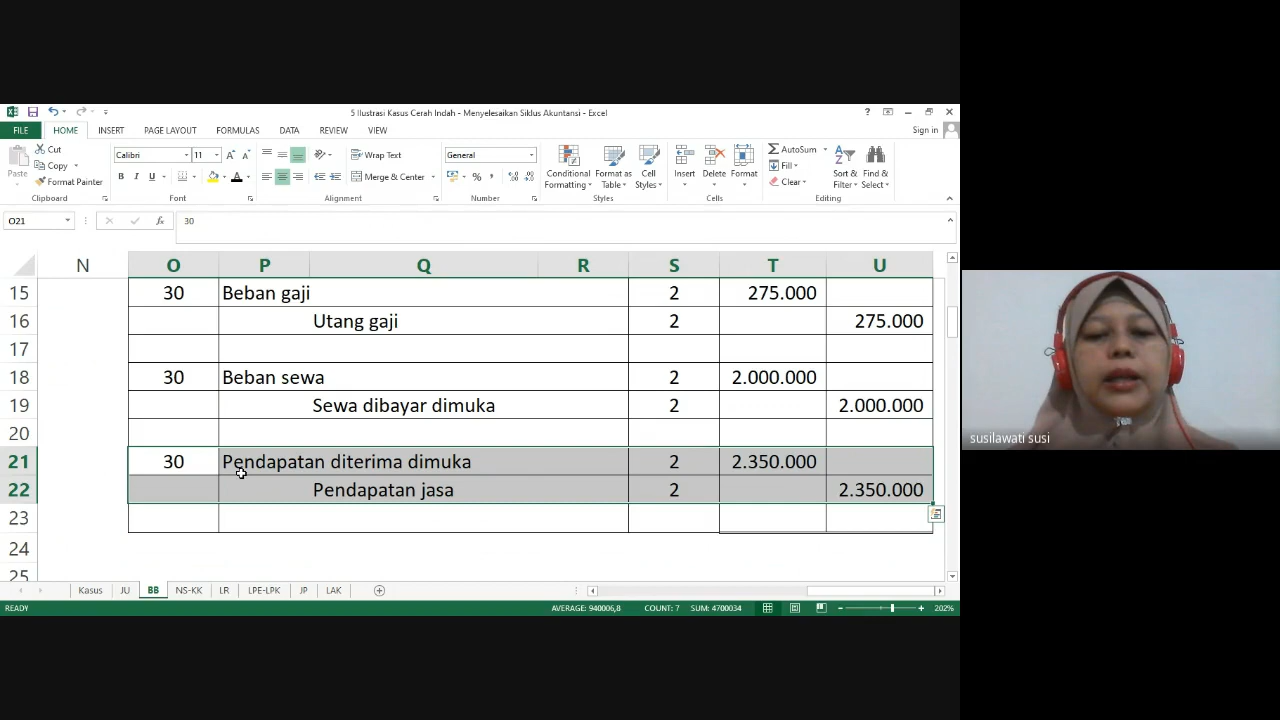 5 Ilustrasi Kasus Cerah Indah - Menyelesaikan Siklus Akuntansi - Excel
FILE HOME INSERT PAGE LAYOUT FORMULAS DATA REVIEW VIEW Sign in
Paste Cut Copy Format Painter Clipboard
Calibri 11 B I U A Font
Wrap Text Merge & Center Alignment
General % , Number
Conditional Formatting Format as Table Cell Styles Styles
Insert Delete Format Cells
AutoSum Fill Clear Sort & Filter Find & Select Editing
O21 fx 30
N O P Q R S T U
15 30 Beban gaji 2 275.000
16 Utang gaji 2 275.000
17
18 30 Beban sewa 2 2.000.000
19 Sewa dibayar dimuka 2 2.000.000
20
21 30 Pendapatan diterima dimuka 2 2.350.000
22 Pendapatan jasa 2 2.350.000
23
24
25
Kasus JU BB NS-KK LR LPE-LPK JP LAK
READY AVERAGE: 940006,8 COUNT: 7 SUM: 4700034 202%
susilawati susi